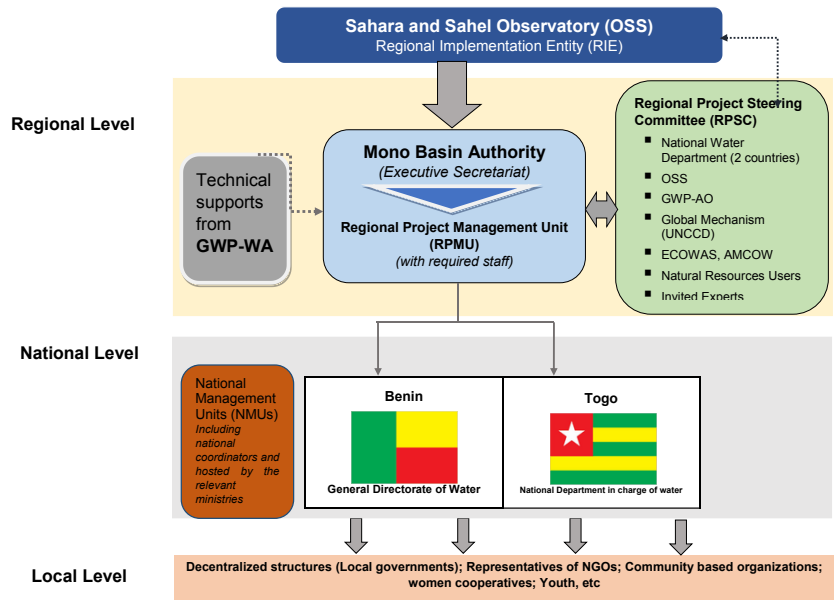 Sahara and Sahel Observatory (OSS)
Regional Implementation Entity (RIE)
Regional Level
Technical
supports
from
GWP-WA
Mono Basin Authority
(Executive Secretariat)
Regional Project Management Unit
(RPMU)
(with required staff)
Regional Project Steering
Committee (RPSC)
▪ National Water
Department (2 countries)
▪ OSS
▪ GWP-AO
▪ Global Mechanism
(UNCCD)
▪ ECOWAS, AMCOW
▪ Natural Resources Users
▪ Invited Experts
National Level
National
Management
Units (NMUs)
Including
national
coordinators and
hosted by the
relevant
ministries
Benin
General Directorate of Water
Togo
National Department in charge of water
Local Level
Decentralized structures (Local governments); Representatives of NGOs; Community based organizations;
women cooperatives; Youth, etc